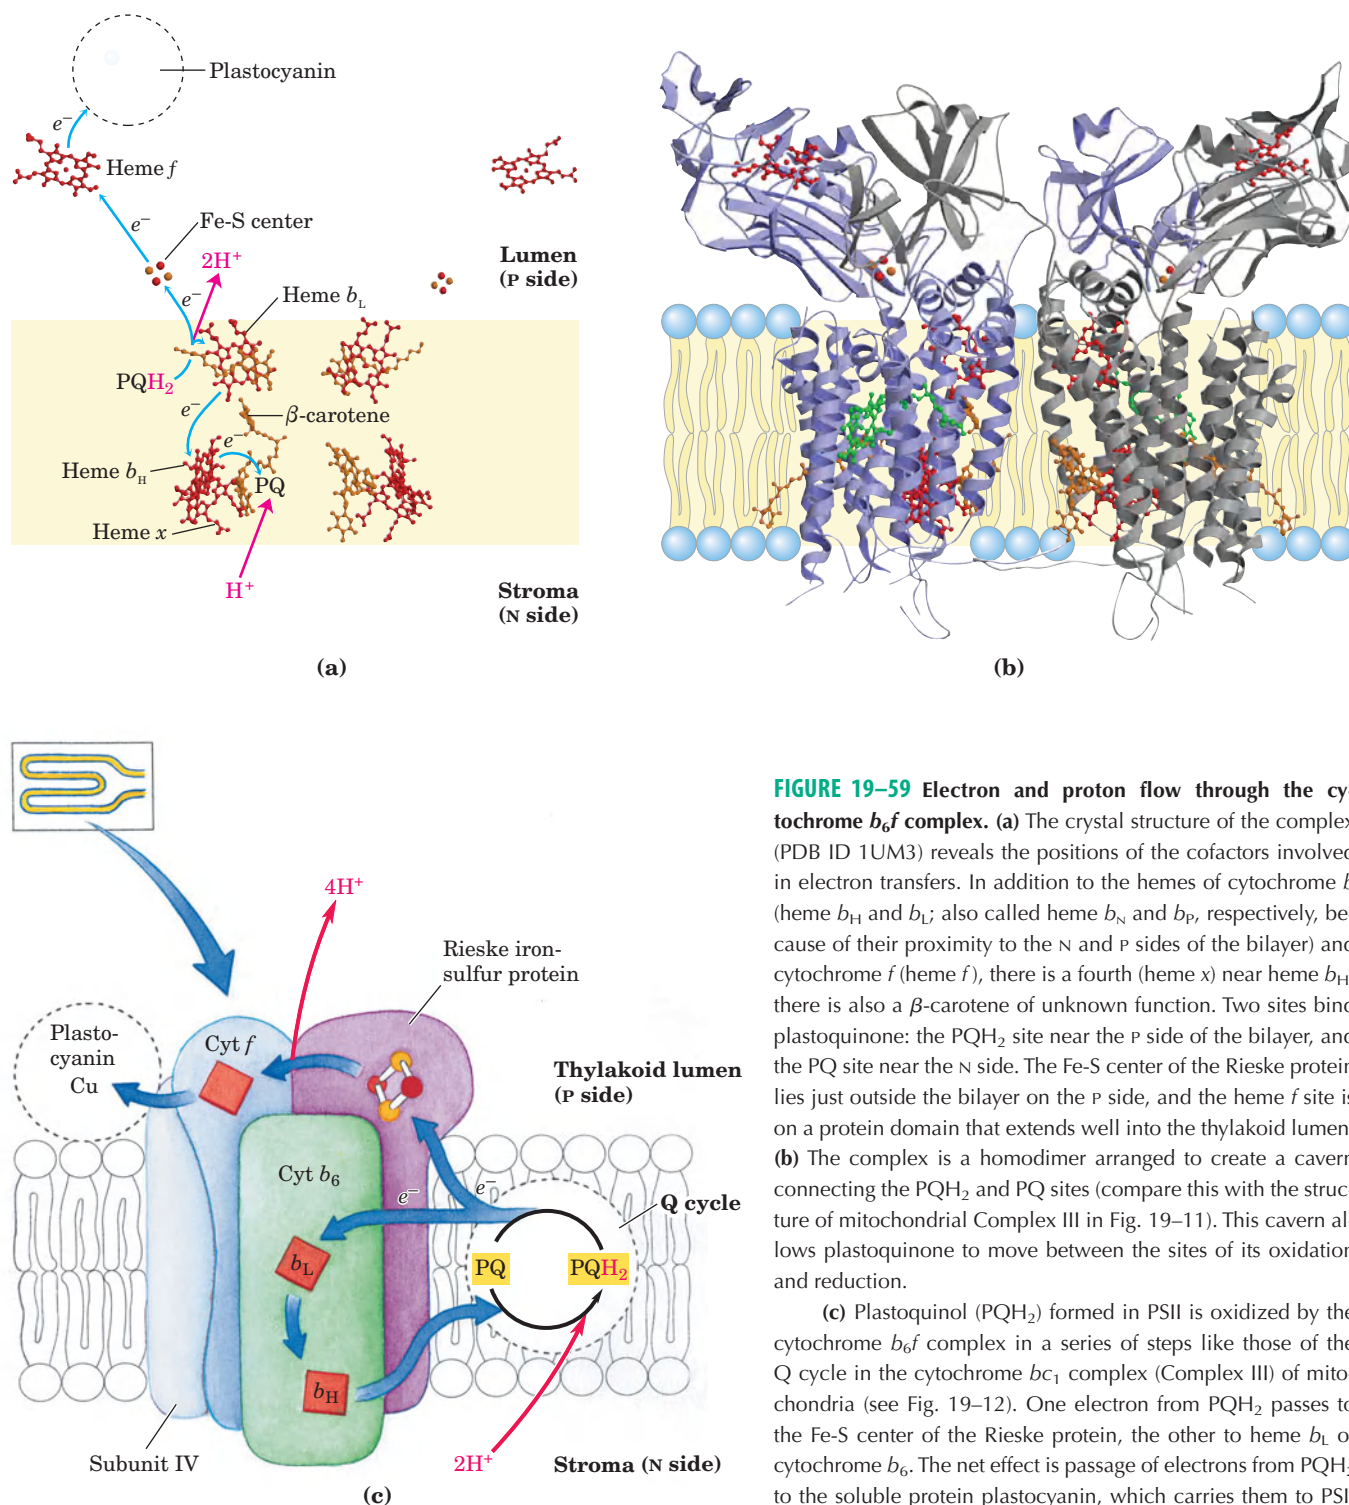 Plastocyanin
e⁻
Heme f
e⁻
Fe-S center
2H⁺
Lumen
(P side)
e⁻
Heme b_L
PQH₂
e⁻
β-carotene
e⁻
Heme b_H
PQ
Heme x
H⁺
Stroma
(N side)
(a)
(b)
4H⁺
Rieske iron-
sulfur protein
Plasto-
cyanin
Cu
Cyt f
Thylakoid lumen
(P side)
Cyt b₆
e⁻
e⁻
Q cycle
b_L
PQ
PQH₂
b_H
Subunit IV
2H⁺
Stroma (N side)
(c)
FIGURE 19–59 Electron and proton flow through the cy-
tochrome b₆f complex. (a) The crystal structure of the complex
(PDB ID 1UM3) reveals the positions of the cofactors involved
in electron transfers. In addition to the hemes of cytochrome b
(heme b_H and b_L; also called heme b_N and b_P, respectively, be-
cause of their proximity to the N and P sides of the bilayer) and
cytochrome f (heme f), there is a fourth (heme x) near heme b_H
there is also a β-carotene of unknown function. Two sites bind
plastoquinone: the PQH₂ site near the P side of the bilayer, and
the PQ site near the N side. The Fe-S center of the Rieske protein
lies just outside the bilayer on the P side, and the heme f site is
on a protein domain that extends well into the thylakoid lumen
(b) The complex is a homodimer arranged to create a cavern
connecting the PQH₂ and PQ sites (compare this with the struc-
ture of mitochondrial Complex III in Fig. 19–11). This cavern al-
lows plastoquinone to move between the sites of its oxidation
and reduction.
(c) Plastoquinol (PQH₂) formed in PSII is oxidized by the
cytochrome b₆f complex in a series of steps like those of the
Q cycle in the cytochrome bc₁ complex (Complex III) of mito-
chondria (see Fig. 19–12). One electron from PQH₂ passes to
the Fe-S center of the Rieske protein, the other to heme b_L of
cytochrome b₆. The net effect is passage of electrons from PQH₂
to the soluble protein plastocyanin, which carries them to PSI